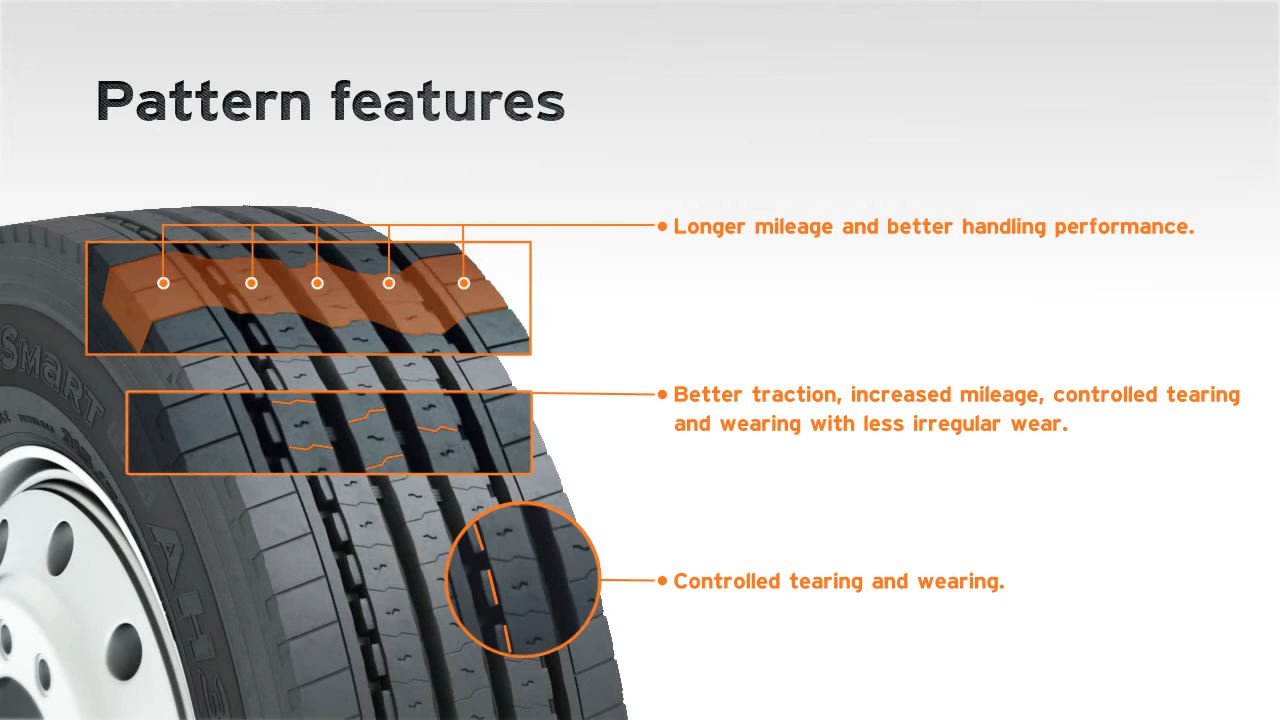 Pattern features
• Longer mileage and better handling performance.
• Better traction, increased mileage, controlled tearing
and wearing with less irregular wear.
• Controlled tearing and wearing.
SMART
AH3